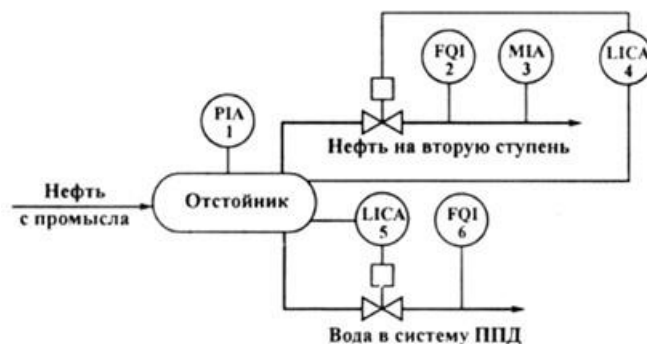 FQI
2
MIA
3
LICA
4
PIA
1
Нефть на вторую ступень
Нефть
с промысла
Отстойник
LICA
5
FQI
6
Вода в систему ППД